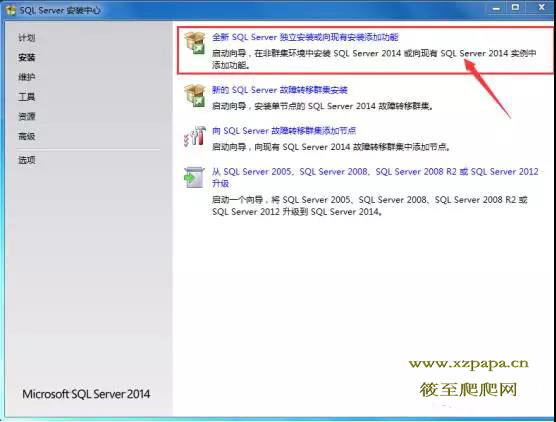 SQL Server 安装中心
计划
安装
维护
工具
资源
高级
选项
全新 SQL Server 独立安装或向现有安装添加功能
启动向导，在非群集环境中安装 SQL Server 2014 或向现有 SQL Server 2014 实例中
添加功能。
新的 SQL Server 故障转移群集安装
启动向导，安装单节点的 SQL Server 2014 故障转移群集。
向 SQL Server 故障转移群集添加节点
启动向导，向现有 SQL Server 2014 故障转移群集中添加节点。
从 SQL Server 2005、SQL Server 2008、SQL Server 2008 R2 或 SQL Server 2012
升级
启动一个向导，将 SQL Server 2005、SQL Server 2008、SQL Server 2008 R2 或
SQL Server 2012 升级到 SQL Server 2014。
Microsoft SQL Server 2014
www.xzpapa.cn
筱至爬爬网